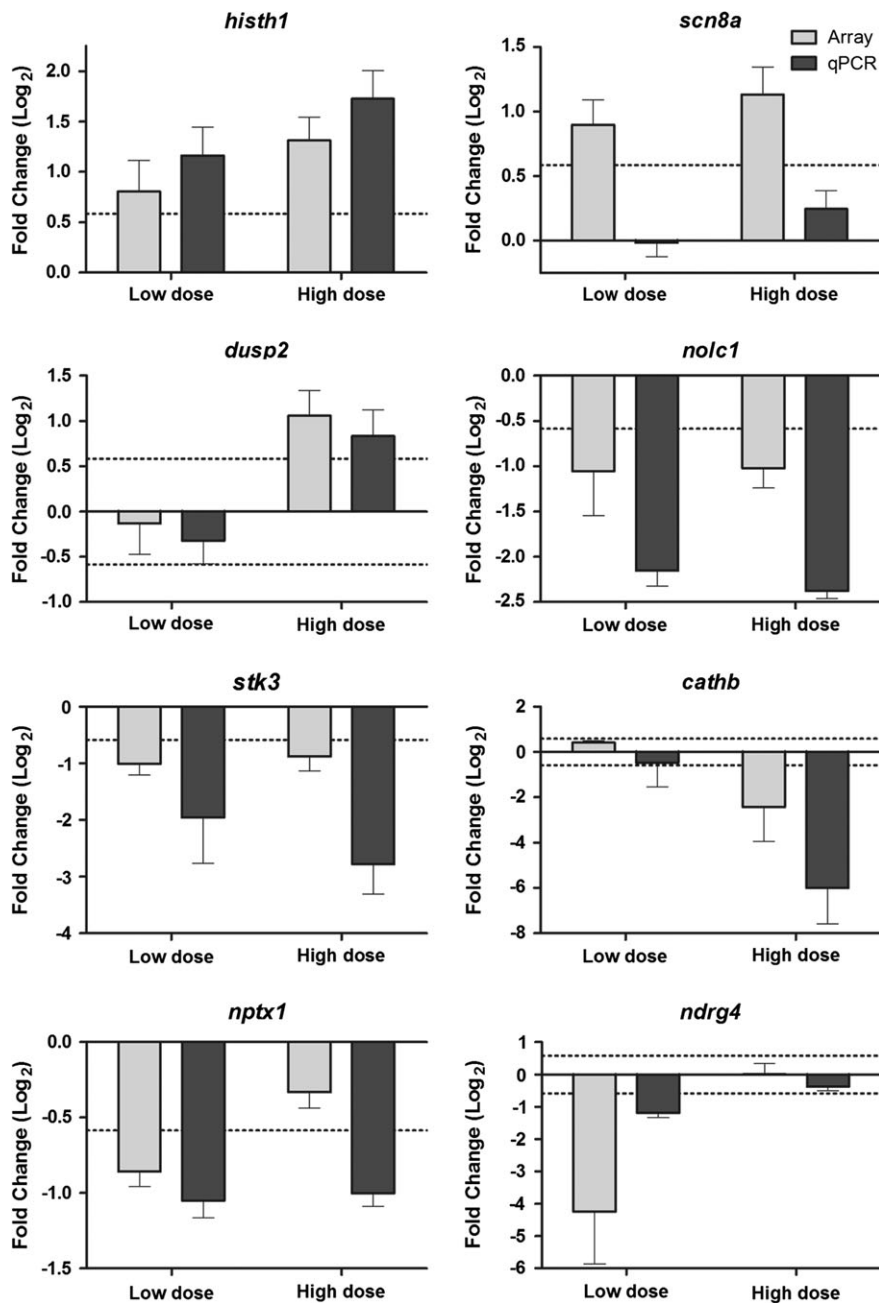 histh1
Fold Change (Log2)
2.0
1.5
1.0
0.5
0.0
Low dose
High dose
scn8a
Array
qPCR
Fold Change (Log2)
1.5
1.0
0.5
0.0
Low dose
High dose
dusp2
Fold Change (Log2)
1.5
1.0
0.5
0.0
-0.5
-1.0
Low dose
High dose
nolc1
Fold Change (Log2)
0.0
-0.5
-1.0
-1.5
-2.0
-2.5
Low dose
High dose
stk3
Fold Change (Log2)
0
-1
-2
-3
-4
Low dose
High dose
cathb
Fold Change (Log2)
2
0
-2
-4
-6
-8
Low dose
High dose
nptx1
Fold Change (Log2)
0.0
-0.5
-1.0
-1.5
Low dose
High dose
ndrg4
Fold Change (Log2)
1
0
-1
-2
-3
-4
-5
-6
Low dose
High dose